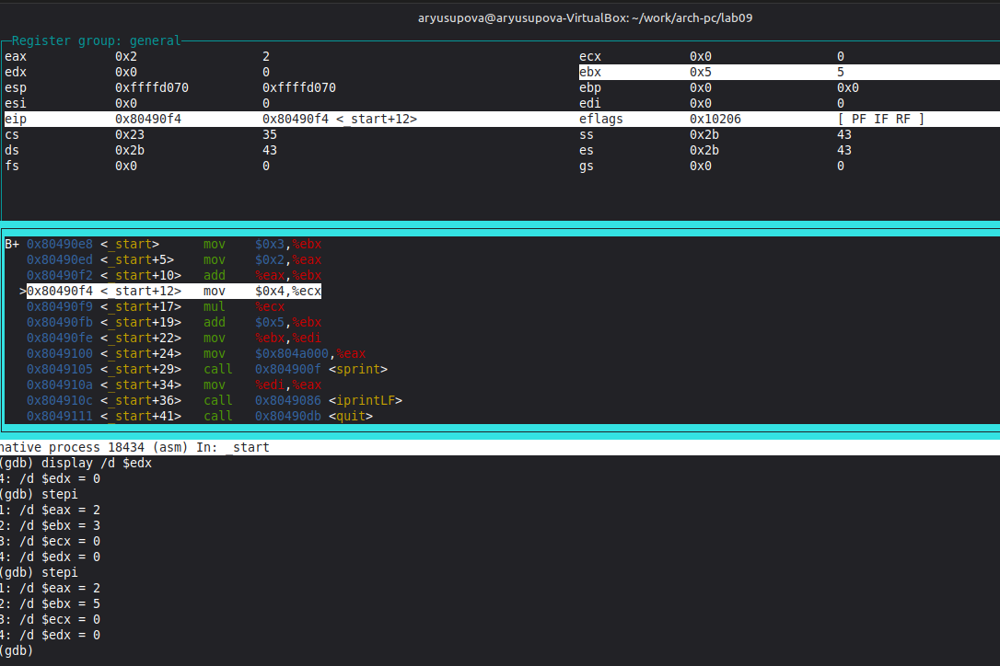 aryusupova@aryusupova-VirtualBox: ~/work/arch-pc/lab09
Register group: general
eax 0x2 2 ecx 0x0 0
edx 0x0 0 ebx 0x5 5
esp 0xffffd070 0xffffd070 ebp 0x0 0x0
esi 0x0 0 edi 0x0 0
eip 0x80490f4 0x80490f4 <_start+12> eflags 0x10206 [ PF IF RF ]
cs 0x23 35 ss 0x2b 43
ds 0x2b 43 es 0x2b 43
fs 0x0 0 gs 0x0 0
B+ 0x80490e8 <_start> mov $0x3,%ebx
0x80490ed <_start+5> mov $0x2,%eax
0x80490f2 <_start+10> add %eax,%ebx
>0x80490f4 <_start+12> mov $0x4,%ecx
0x80490f9 <_start+17> mul %ecx
0x80490fb <_start+19> add $0x5,%ebx
0x80490fe <_start+22> mov %ebx,%edi
0x8049100 <_start+24> mov $0x804a000,%eax
0x8049105 <_start+29> call 0x804900f <sprint>
0x804910a <_start+34> mov %edi,%eax
0x804910c <_start+36> call 0x8049086 <iprintLF>
0x8049111 <_start+41> call 0x80490db <quit>
native process 18434 (asm) In: _start
(gdb) display /d $edx
4: /d $edx = 0
(gdb) stepi
1: /d $eax = 2
2: /d $ebx = 3
3: /d $ecx = 0
4: /d $edx = 0
(gdb) stepi
1: /d $eax = 2
2: /d $ebx = 5
3: /d $ecx = 0
4: /d $edx = 0
(gdb)